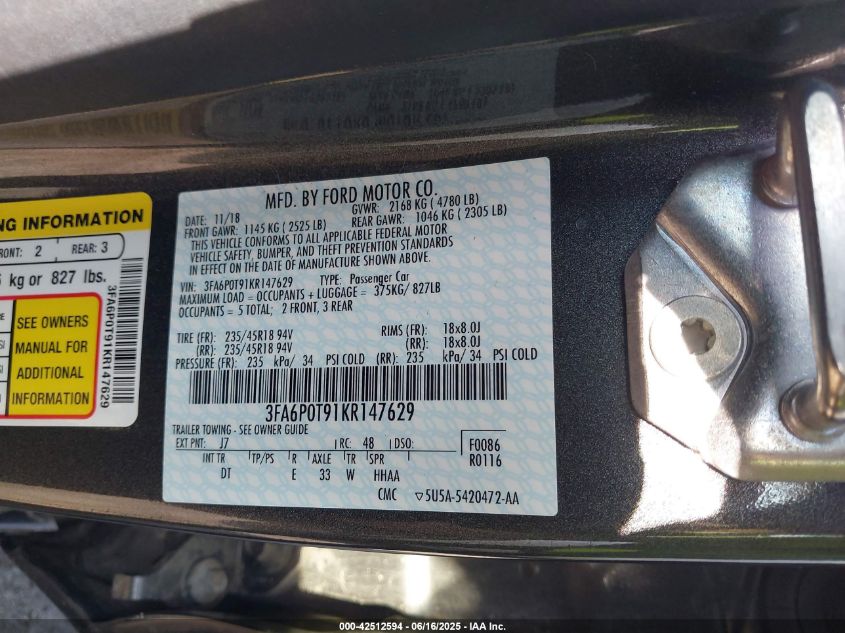 NG INFORMATION
RONT: 2 REAR: 3
kg or 827 lbs.
SEE OWNERS
MANUAL FOR
ADDITIONAL
INFORMATION
3FA6P0T91KR147629
MFD. BY FORD MOTOR CO.
DATE: 11/18 GVWR: 2168 KG ( 4780 LB)
FRONT GAWR: 1145 KG ( 2525 LB) REAR GAWR: 1046 KG ( 2305 LB)
THIS VEHICLE CONFORMS TO ALL APPLICABLE FEDERAL MOTOR
VEHICLE SAFETY, BUMPER, AND THEFT PREVENTION STANDARDS
IN EFFECT ON THE DATE OF MANUFACTURE SHOWN ABOVE.
VIN: 3FA6P0T91KR147629 TYPE: Passenger Car
MAXIMUM LOAD = OCCUPANTS + LUGGAGE = 375KG/ 827LB
OCCUPANTS = 5 TOTAL; 2 FRONT, 3 REAR
TIRE (FR): 235/45R18 94V RIMS (FR) 18x8.0J
(RR): 235/45R18 94V (RR): 18x8.0J
PRESSURE (FR): 235 kPa/ 34 PSI COLD (RR): 235 kPa/ 34 PSI COLD
3FA6P0T91KR147629
TRAILER TOWING - SEE OWNER GUIDE
EXT PNT: J7 RC: 48 DSO: F0086
INT TR TP/PS R AXLE TR SPR R0116
DT E 33 W HHAA
CMC ▽5U5A-5420472-AA
000-42512594 | 06/16/2025 - IAA Inc.